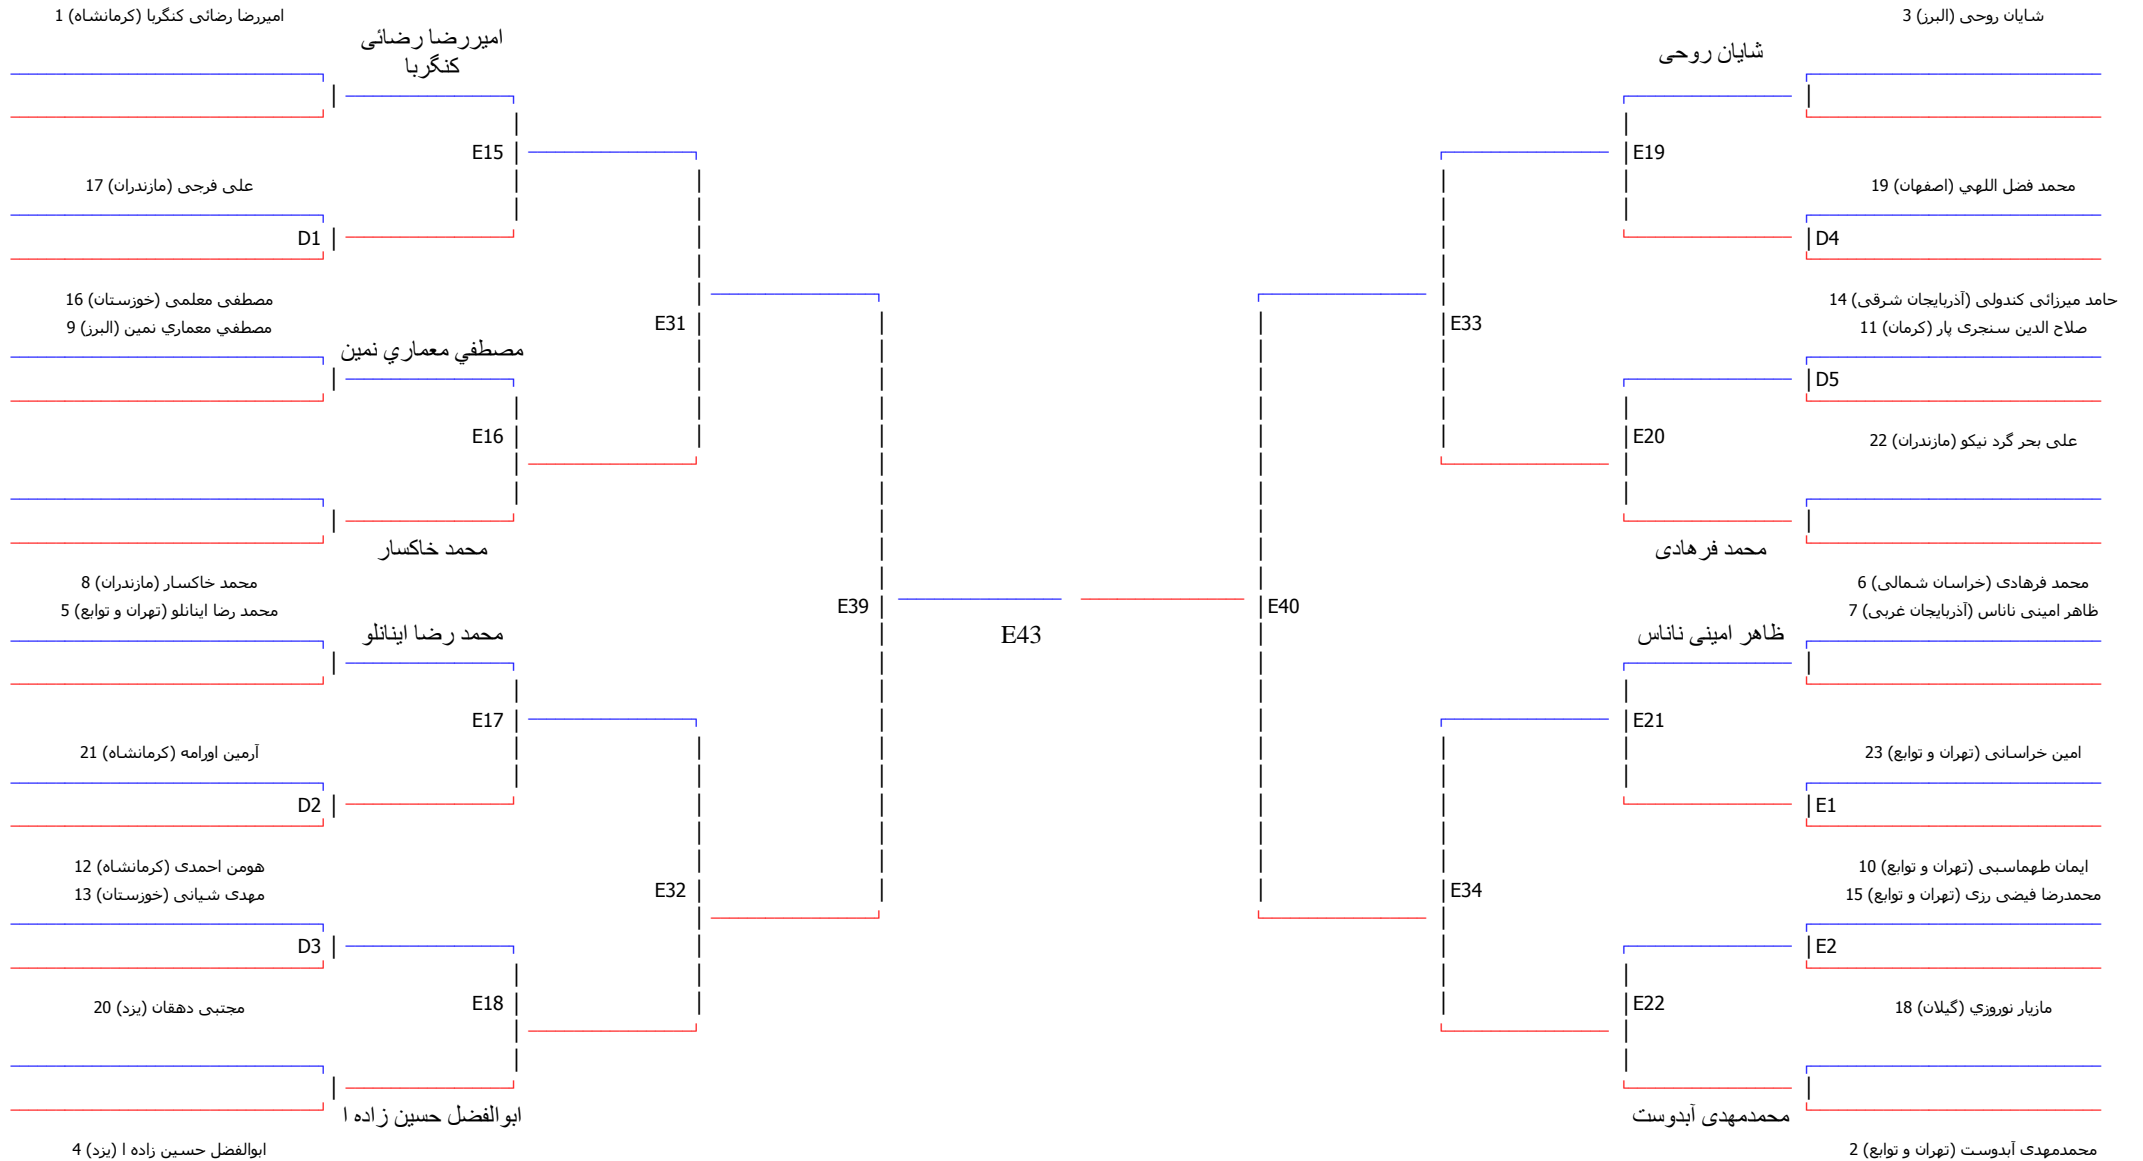 امیررضا رضائی کنگربا (کرمانشاه) 1
امیررضا رضائی
کنگربا
E15
علی فرجی (مازندران) 17
D1
مصطفی معلمی (خوزستان) 16
مصطفي معماري نمین (البرز) 9
مصطفي معماري نمین
E31
E16
محمد خاکسار
محمد خاکسار (مازندران) 8
محمد رضا اینانلو (تهران و توابع) 5
محمد رضا اینانلو
E39
E17
آرمین اورامه (کرمانشاه) 21
D2
هومن احمدی (کرمانشاه) 12
مهدی شیانی (خوزستان) 13
E32
D3
E18
مجتبی دهقان (یزد) 20
ابوالفضل حسین زاده ا
ابوالفضل حسین زاده ا (یزد) 4
E43
شایان روحی (البرز) 3
شایان روحی
E19
محمد فضل اللهي (اصفهان) 19
D4
حامد میرزائی کندولی (آذربایجان شرقی) 14
صلاح الدین سنجری پار (کرمان) 11
E33
D5
E20
علی بحر گرد نیکو (مازندران) 22
محمد فرهادی
محمد فرهادی (خراسان شمالی) 6
ظاهر امینی ناناس (آذربایجان غربی) 7
E40
ظاهر امینی ناناس
E21
امین خراسانی (تهران و توابع) 23
E1
ایمان طهماسبی (تهران و توابع) 10
محمدرضا فیضی رزی (تهران و توابع) 15
E34
E2
E22
مازیار نوروزي (گیلان) 18
محمدمهدی آبدوست
محمدمهدی آبدوست (تهران و توابع) 2